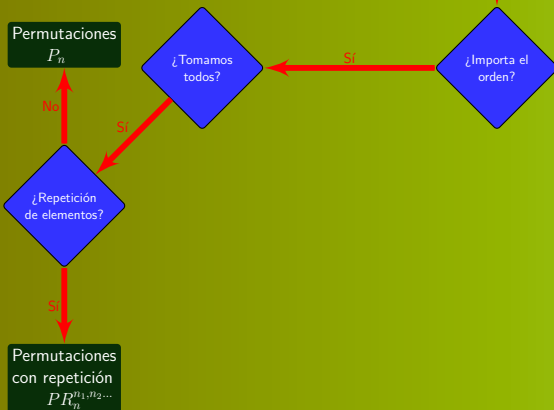 Permutaciones
P_n
¿Tomamos
todos?
Sí
¿Importa el
orden?
No
Sí
¿Repetición
de elementos?
Sí
Permutaciones
con repetición
PR_n^{n_1,n_2...}